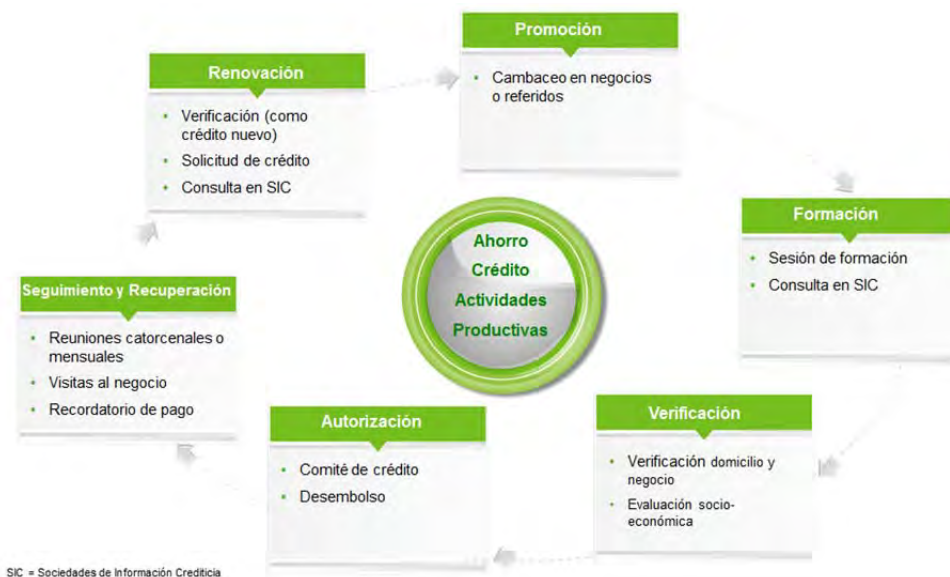 Promoción
• Cambaceo en negocios
o referidos
Formación
• Sesión de formación
• Consulta en SIC
Verificación
• Verificación domicilio y
negocio
• Evaluación socio-
económica
Autorización
• Comité de crédito
• Desembolso
Seguimiento y Recuperación
• Reuniones catorcenales o
mensuales
• Visitas al negocio
• Recordatorio de pago
Renovación
• Verificación (como
crédito nuevo)
• Solicitud de crédito
• Consulta en SIC
Ahorro
Crédito
Actividades
Productivas
SIC = Sociedades de Información Crediticia